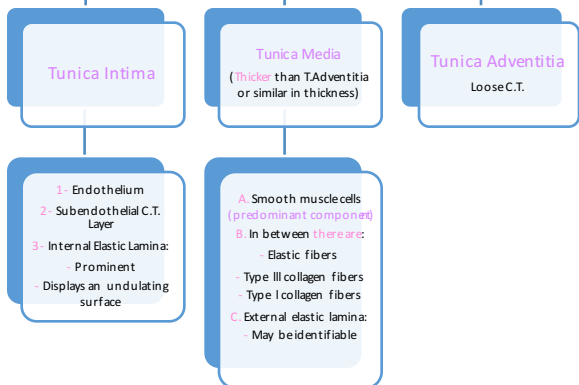 Tunica Intima
Tunica Media
(Thicker than T.Adventitia
or similar in thickness)
Tunica Adventitia
Loose C.T.
1- Endothelium
2- Subendothelial C.T.
Layer
3- Internal Elastic Lamina:
- Prominent
- Displays an undulating
surface
A. Smooth muscle cells
(predominant component)
B. In between there are:
- Elastic fibers
- Type III collagen fibers
- Type I collagen fibers
C. External elastic lamina:
- May be identifiable